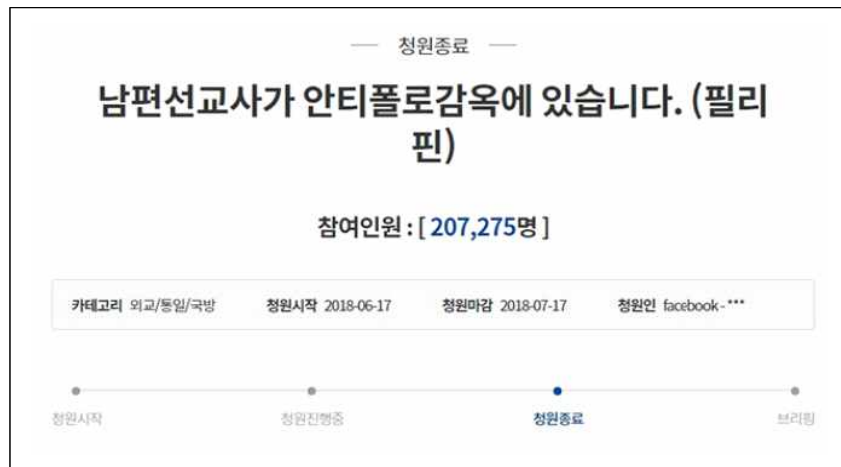 청원종료
남편선교사가 안티폴로감옥에 있습니다. (필리
핀)
참여인원 : [ 207,275명 ]
카테고리 외교/통일/국방 청원시작 2018-06-17 청원마감 2018-07-17 청원인 facebook - ***
청원시작 청원진행중 청원종료 브리핑